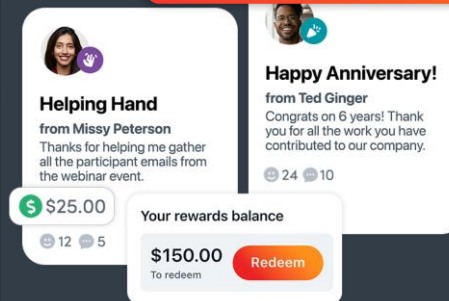 Helping Hand
from Missy Peterson
Thanks for helping me gather
all the participant emails from
the webinar event.
$ $25.00
12 5
Happy Anniversary!
from Ted Ginger
Congrats on 6 years! Thank
you for all the work you have
contributed to our company.
24 10
Your rewards balance
$150.00
To redeem
Redeem